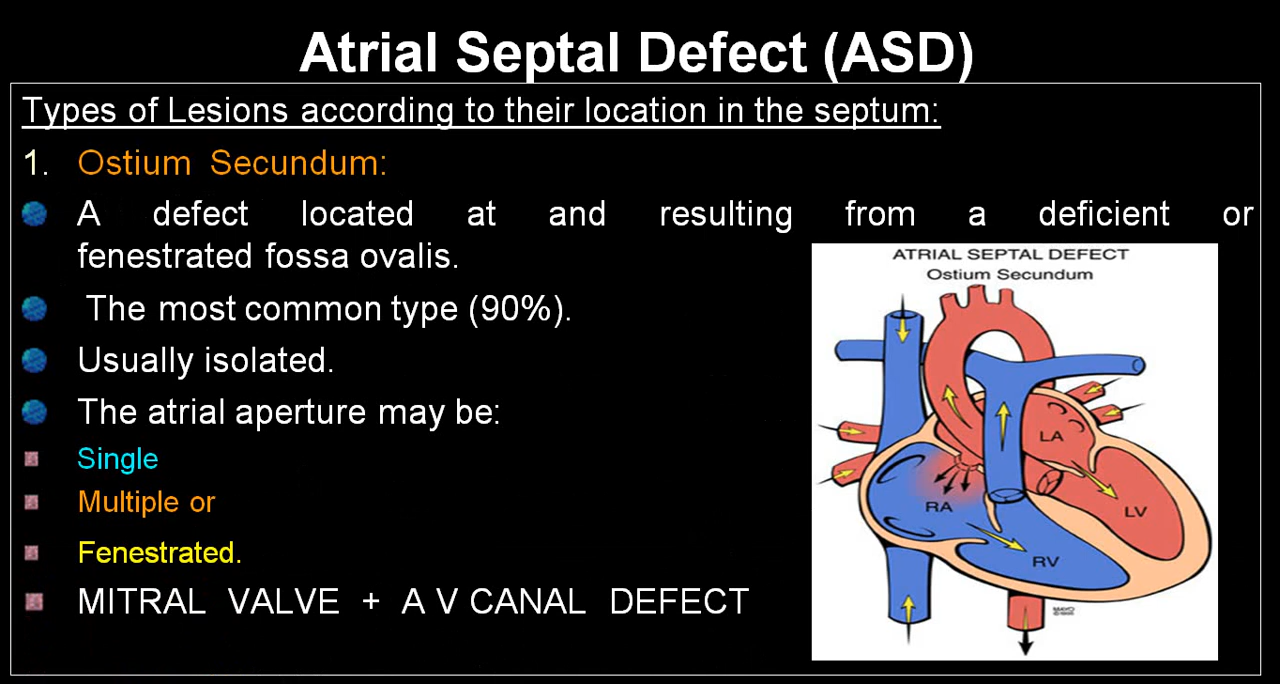 Atrial Septal Defect (ASD)
Types of Lesions according to their location in the septum:
1. Ostium Secundum:
A defect located at and resulting from a deficient or
fenestrated fossa ovalis.
The most common type (90%).
Usually isolated.
The atrial aperture may be:
Single
Multiple or
Fenestrated.
MITRAL VALVE + A V CANAL DEFECT
ATRIAL SEPTAL DEFECT
Ostium Secundum
LA
RA
LV
RV
MAYO